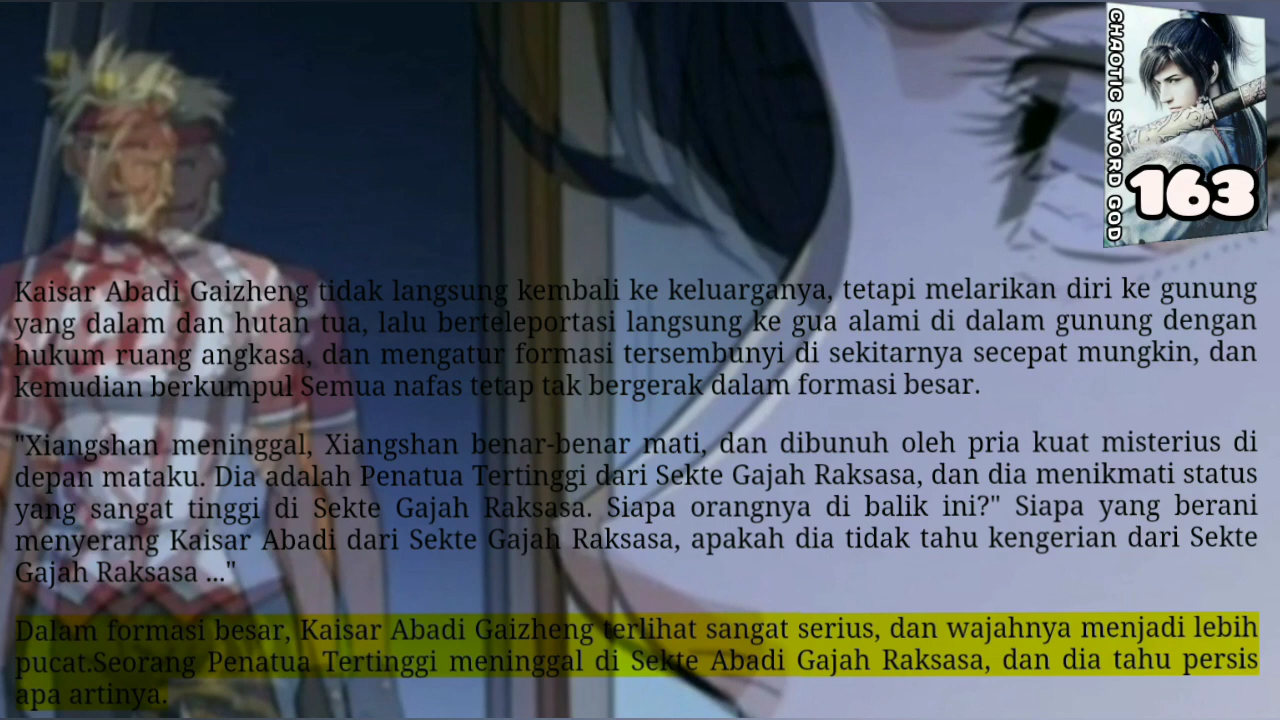 CHAOTIC SWORD GOD
163
Kaisar Abadi Gaizheng tidak langsung kembali ke keluarganya, tetapi melarikan diri ke gunung
yang dalam dan hutan tua, lalu berteleportasi langsung ke gua alami di dalam gunung dengan
hukum ruang angkasa, dan mengatur formasi tersembunyi di sekitarnya secepat mungkin, dan
kemudian berkumpul Semua nafas tetap tak bergerak dalam formasi besar.
"Xiangshan meninggal, Xiangshan benar-benar mati, dan dibunuh oleh pria kuat misterius di
depan mataku. Dia adalah Penatua Tertinggi dari Sekte Gajah Raksasa, dan dia menikmati status
yang sangat tinggi di Sekte Gajah Raksasa. Siapa orangnya di balik ini?" Siapa yang berani
menyerang Kaisar Abadi dari Sekte Gajah Raksasa, apakah dia tidak tahu kengerian dari Sekte
Gajah Raksasa ..."
Dalam formasi besar, Kaisar Abadi Gaizheng terlihat sangat serius, dan wajahnya menjadi lebih
pucat.Seorang Penatua Tertinggi meninggal di Sekte Abadi Gajah Raksasa, dan dia tahu persis
apa artinya.